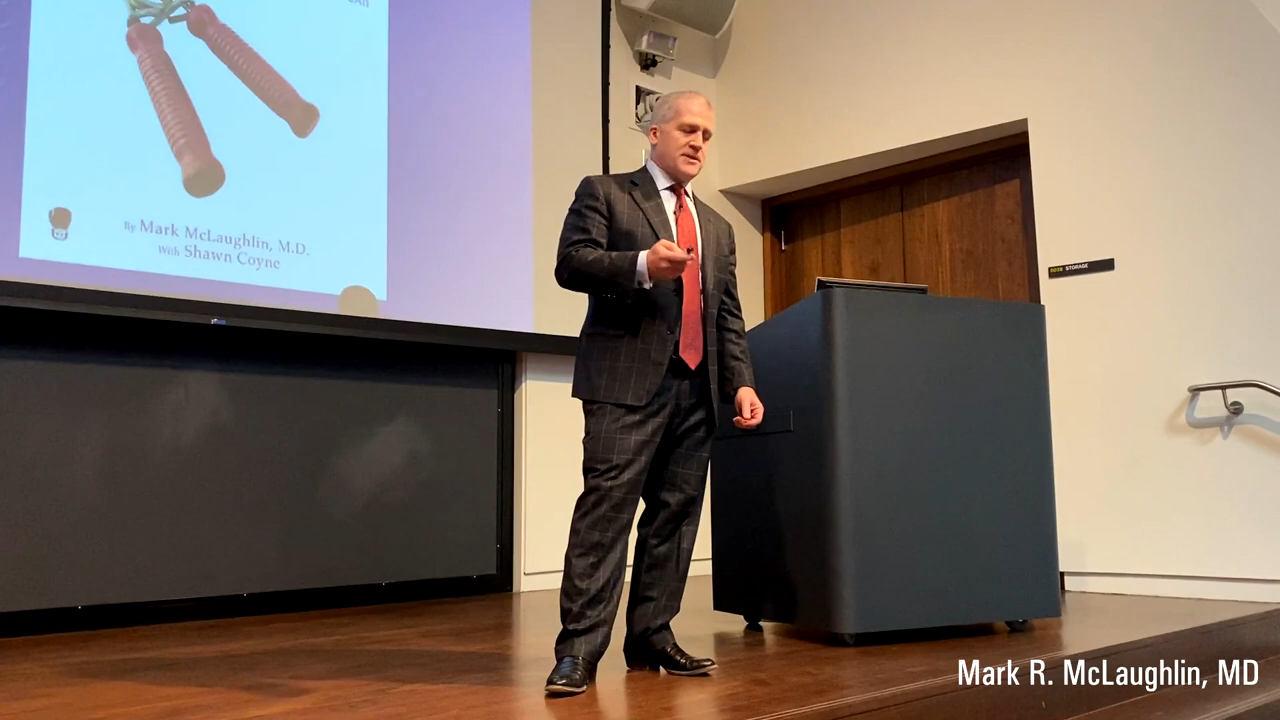 By Mark McLaughlin, M.D.
With Shawn Coyne
STORAGE
Mark R. McLaughlin, MD